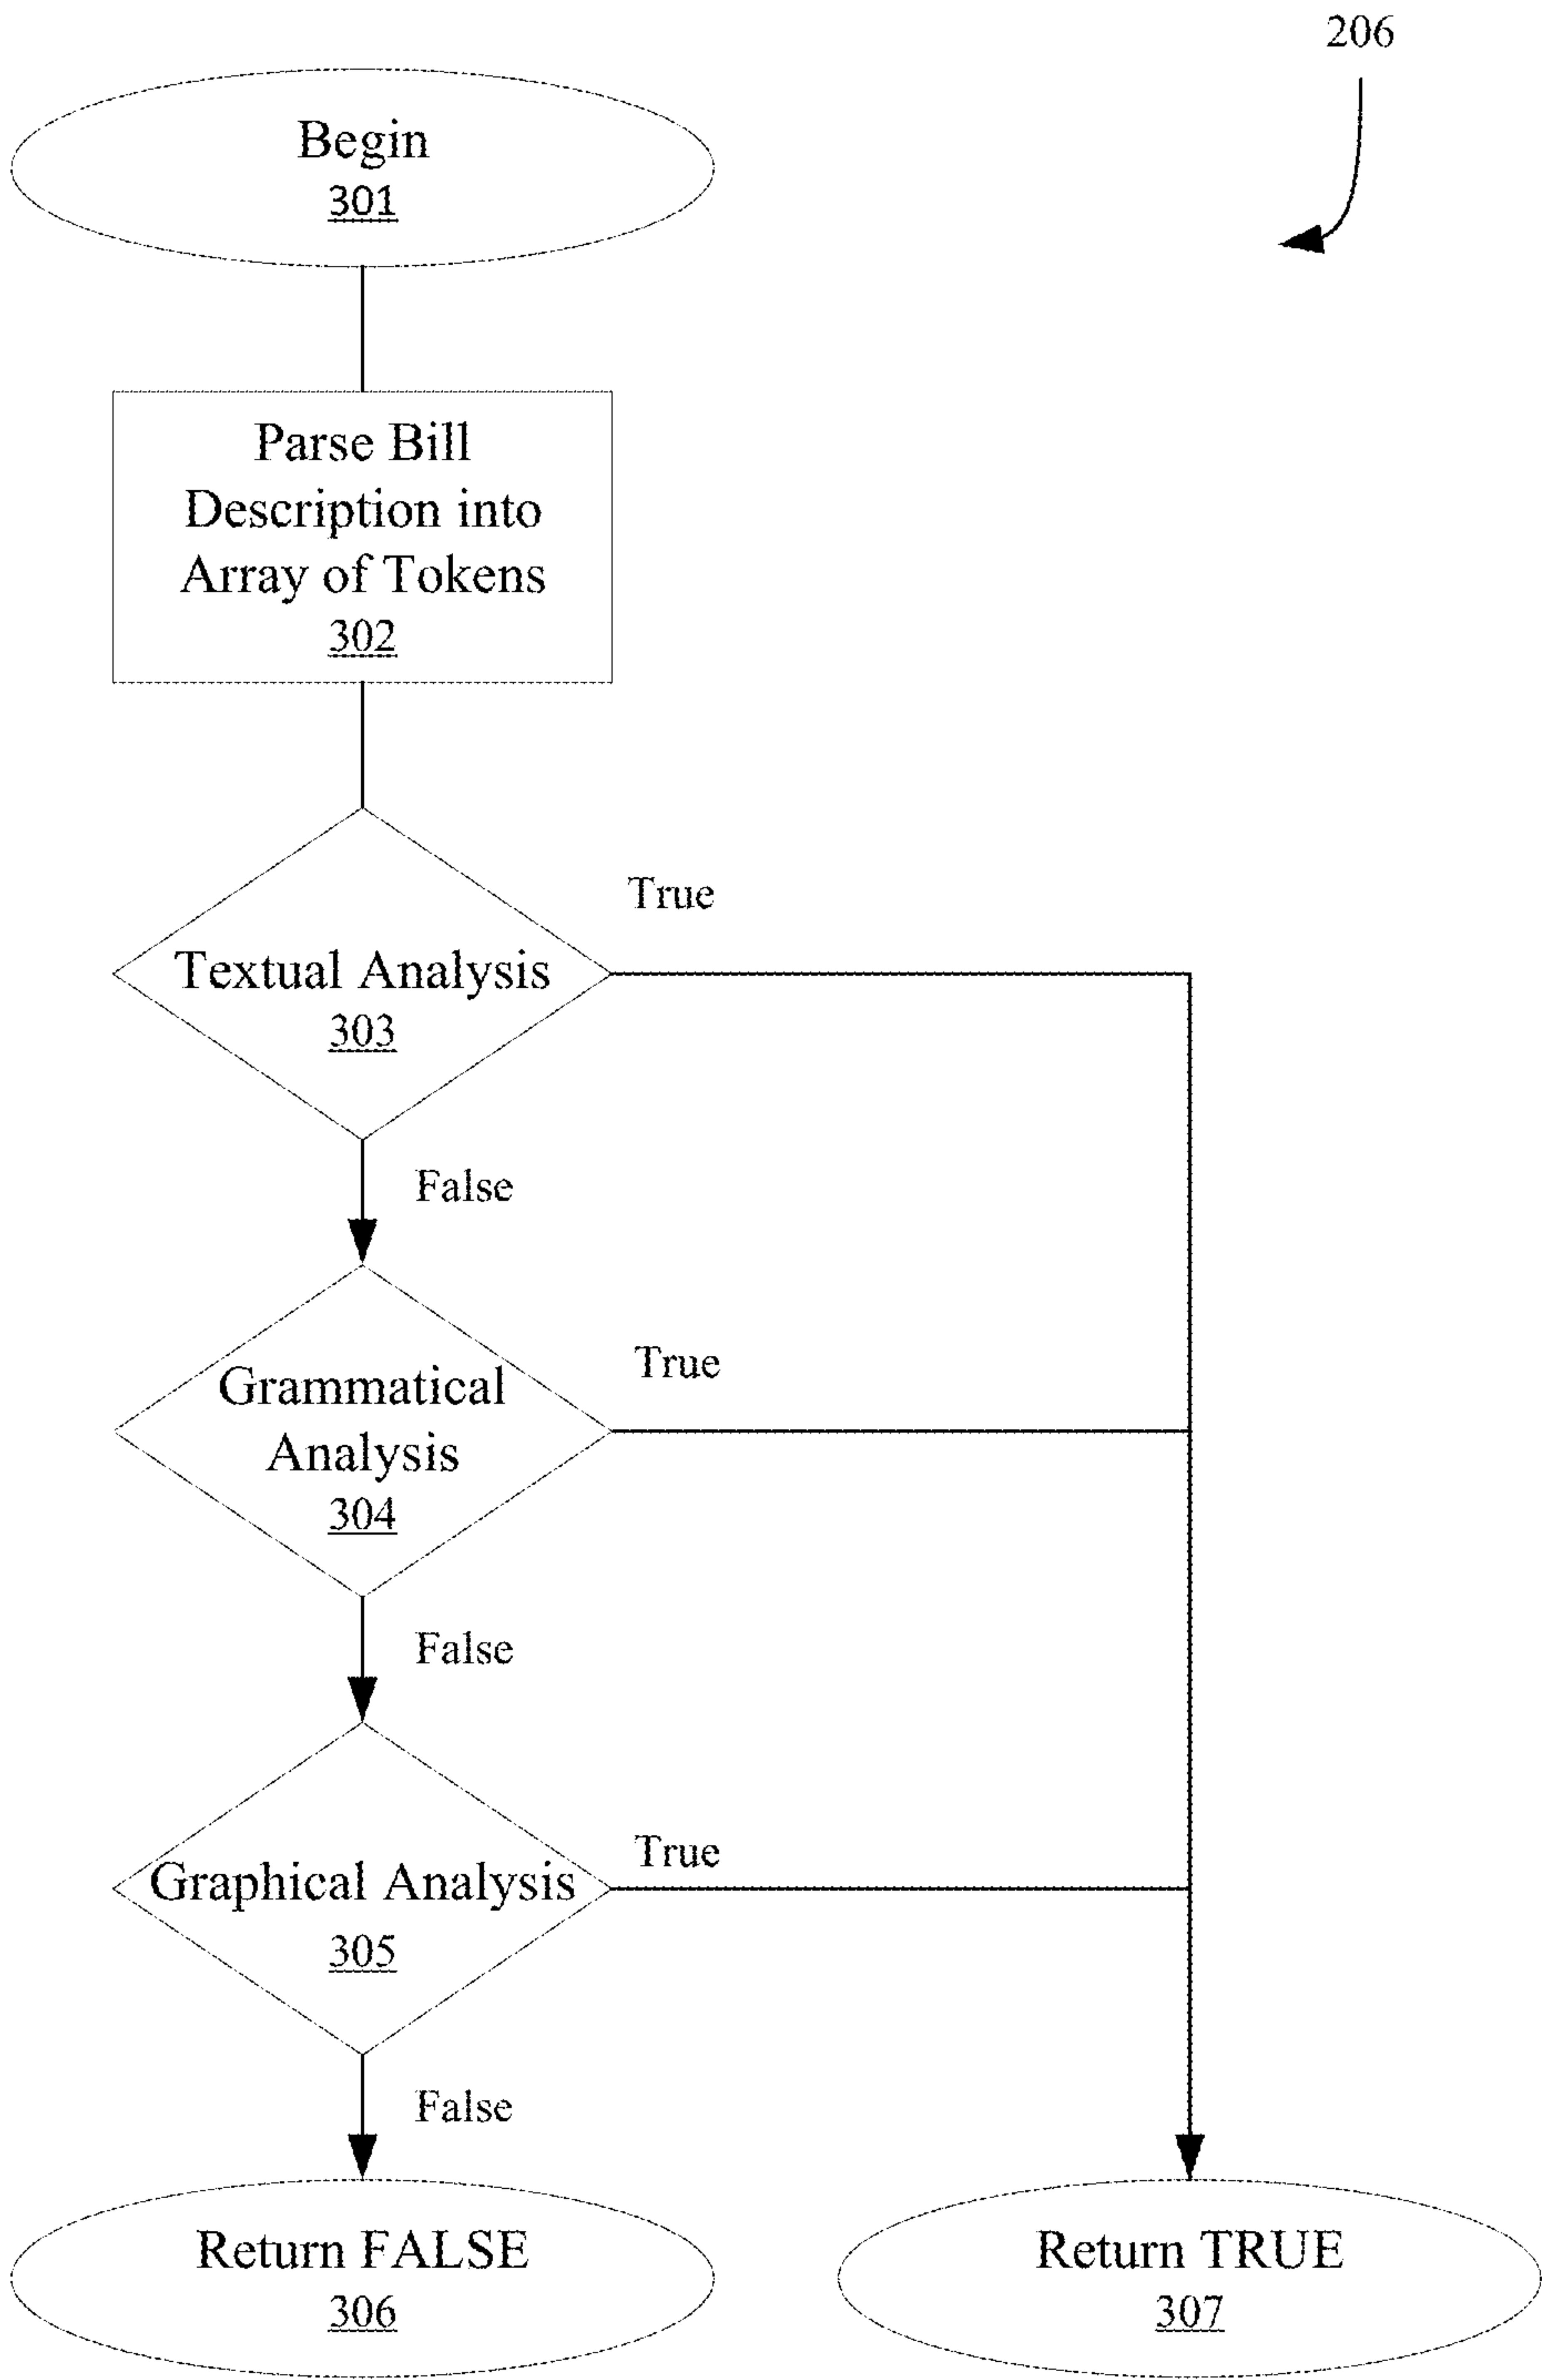 206
Begin
301
Parse Bill
Description into
Array of Tokens
302
True
Textual Analysis
303
False
True
Grammatical
Analysis
304
False
True
Graphical Analysis
305
False
Return FALSE
306
Return TRUE
307